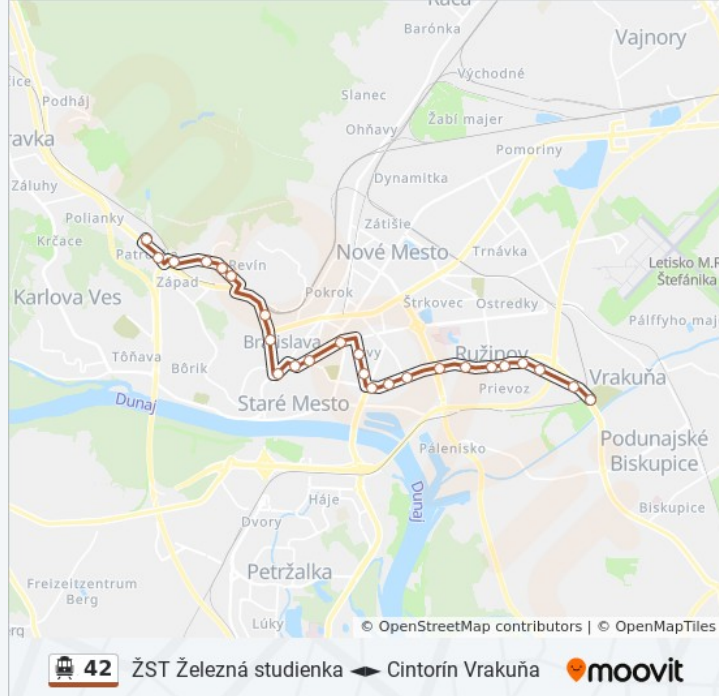 Rača
Barónka
Vajnory
Východné
Podháj
Slanec
Žabí majer
Ohňavy
ravka
Pomoriny
Dynamitka
Záluhy
Polianky
Zátišie
Krčace
Nové Mesto
Trnávka
Patrónka
Revín
Letisko M.R
Štefánika
Západ
Karlova Ves
Pokrok
Štrkovec
Ostredky
Pálffyho maj
Bratislava
Tôňava
Ružinov
Bôrik
Vrakuňa
Prievoz
Dunaj
Staré Mesto
Podunajské
Biskupice
Pálenisko
Dunaj
Háje
Dvory
Biskupice
Petržalka
Freizeitzentrum
Berg
Lúky
© OpenStreetMap contributors | © OpenMapTiles
42 ŽST Železná studienka Cintorín Vrakuňa moovit